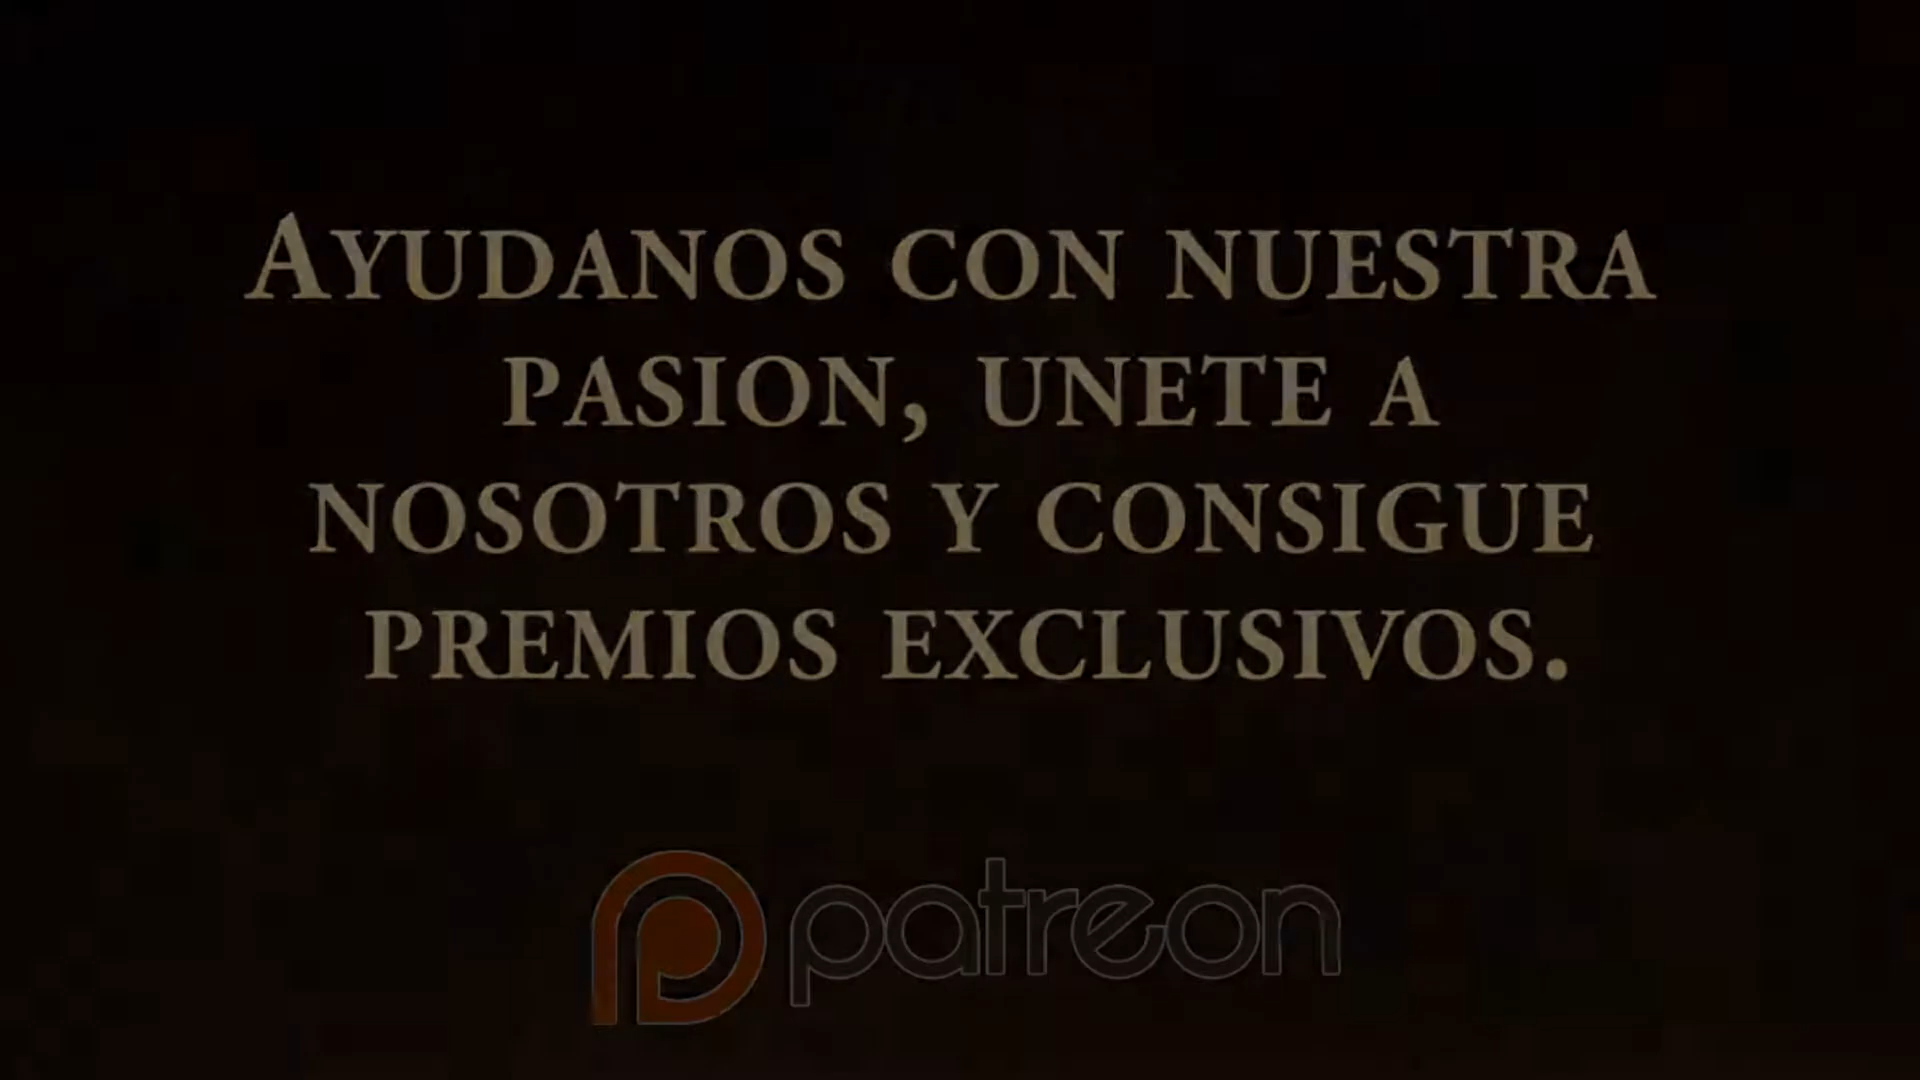 Ayudanos con nuestra
pasion, unete a
nosotros y consigue
premios exclusivos.
patreon